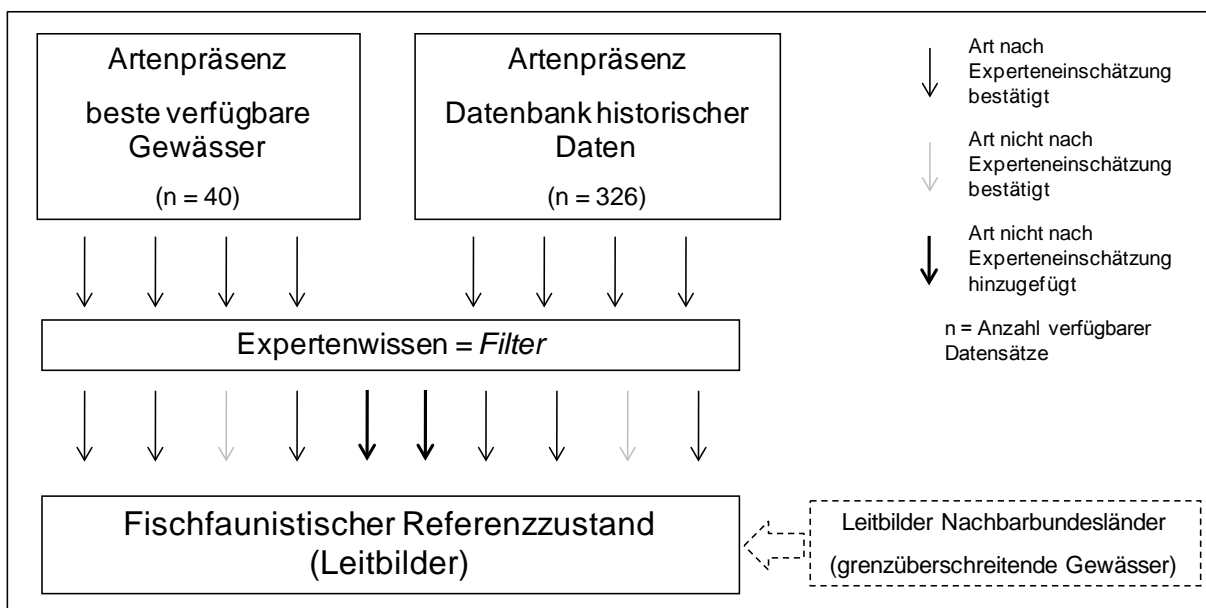 Artenpräsenz
beste verfügbare
Gewässer
(n = 40)
Artenpräsenz
Datenbank historischer
Daten
(n = 326)
Art nach
Experteneinschätzung
bestätigt
Art nicht nach
Experteneinschätzung
bestätigt
Art nicht nach
Experteneinschätzung
hinzugefügt
n = Anzahl verfügbarer
Datensätze
Expertenwissen = Filter
Fischfaunistischer Referenzzustand
(Leitbilder)
Leitbilder Nachbarbundesländer
(grenzüberschreitende Gewässer)